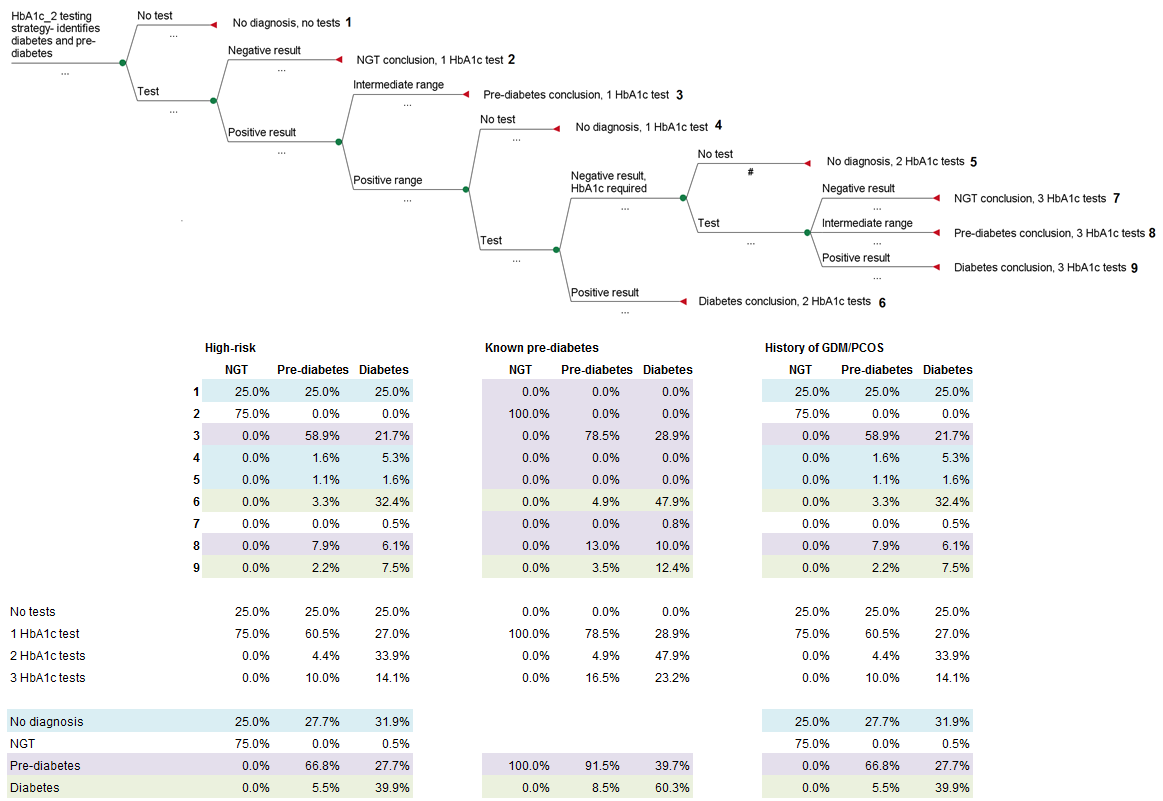 HbA1c_2 testing
strategy- identifies
diabetes and pre-
diabetes
...
No test
...
No diagnosis, no tests 1
Test
...
Negative result
...
NGT conclusion, 1 HbA1c test 2
Positive result
...
Intermediate range
...
Pre-diabetes conclusion, 1 HbA1c test 3
Positive range
...
No test
...
No diagnosis, 1 HbA1c test 4
Test
...
Negative result,
HbA1c required
...
No test
#
No diagnosis, 2 HbA1c tests 5
Test
...
Negative result
...
NGT conclusion, 3 HbA1c tests 7
Intermediate range
...
Pre-diabetes conclusion, 3 HbA1c tests 8
Positive result
...
Diabetes conclusion, 3 HbA1c tests 9
Positive result
...
Diabetes conclusion, 2 HbA1c tests 6
High-risk Known pre-diabetes History of GDM/PCOS
NGT Pre-diabetes Diabetes NGT Pre-diabetes Diabetes NGT Pre-diabetes Diabetes
1 25.0% 25.0% 25.0% 0.0% 0.0% 0.0% 25.0% 25.0% 25.0%
2 75.0% 0.0% 0.0% 100.0% 0.0% 0.0% 75.0% 0.0% 0.0%
3 0.0% 58.9% 21.7% 0.0% 78.5% 28.9% 0.0% 58.9% 21.7%
4 0.0% 1.6% 5.3% 0.0% 0.0% 0.0% 0.0% 1.6% 5.3%
5 0.0% 1.1% 1.6% 0.0% 0.0% 0.0% 0.0% 1.1% 1.6%
6 0.0% 3.3% 32.4% 0.0% 4.9% 47.9% 0.0% 3.3% 32.4%
7 0.0% 0.0% 0.5% 0.0% 0.0% 0.8% 0.0% 0.0% 0.5%
8 0.0% 7.9% 6.1% 0.0% 13.0% 10.0% 0.0% 7.9% 6.1%
9 0.0% 2.2% 7.5% 0.0% 3.5% 12.4% 0.0% 2.2% 7.5%
No tests 25.0% 25.0% 25.0% 0.0% 0.0% 0.0% 25.0% 25.0% 25.0%
1 HbA1c test 75.0% 60.5% 27.0% 100.0% 78.5% 28.9% 75.0% 60.5% 27.0%
2 HbA1c tests 0.0% 4.4% 33.9% 0.0% 4.9% 47.9% 0.0% 4.4% 33.9%
3 HbA1c tests 0.0% 10.0% 14.1% 0.0% 16.5% 23.2% 0.0% 10.0% 14.1%
No diagnosis 25.0% 27.7% 31.9% 25.0% 27.7% 31.9%
NGT 75.0% 0.0% 0.5% 75.0% 0.0% 0.5%
Pre-diabetes 0.0% 66.8% 27.7% 100.0% 91.5% 39.7% 0.0% 66.8% 27.7%
Diabetes 0.0% 5.5% 39.9% 0.0% 8.5% 60.3% 0.0% 5.5% 39.9%